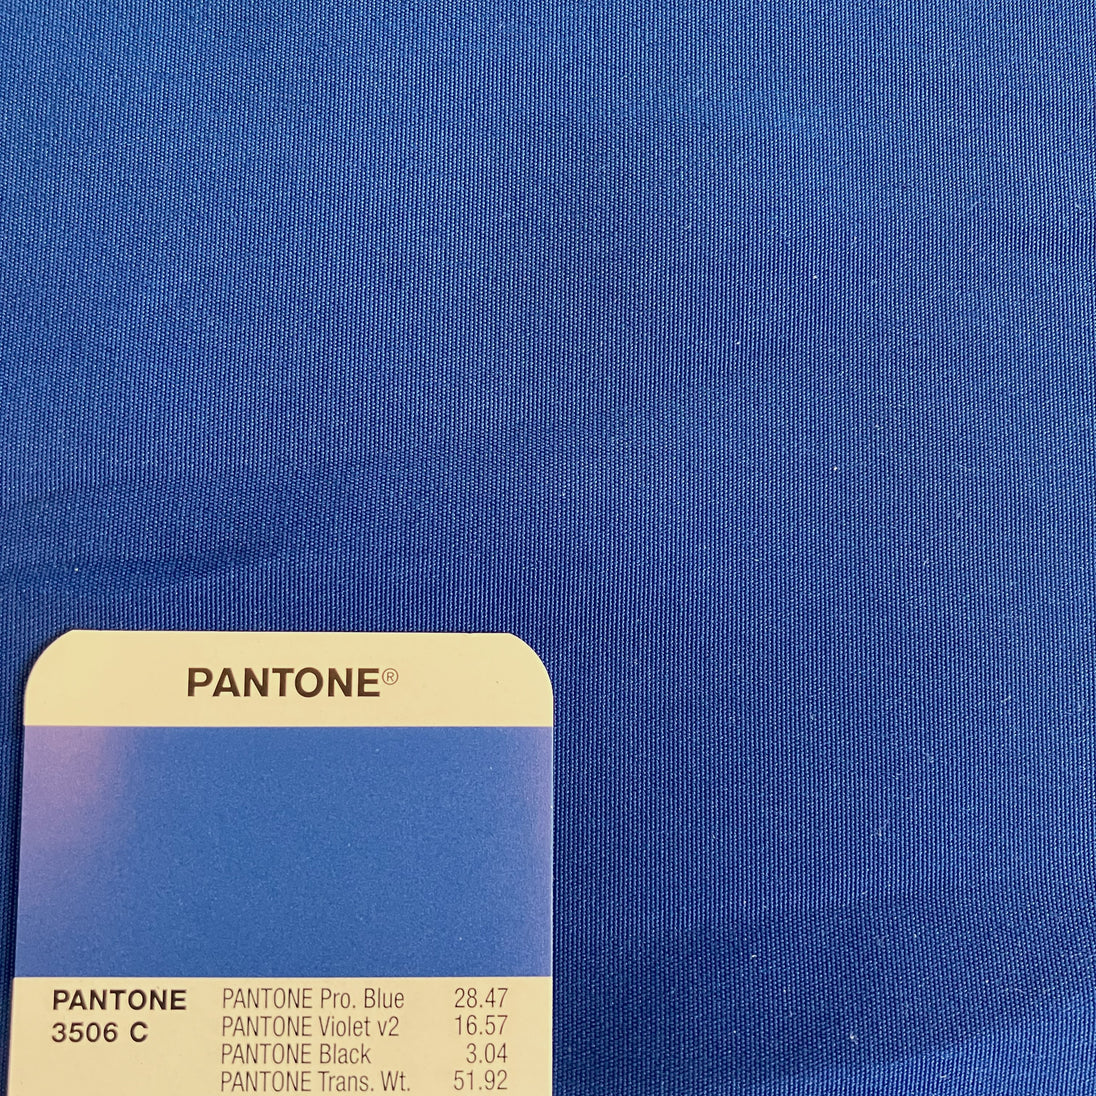 PANTONE®
PANTONE
3506 C
PANTONE Pro. Blue 28.47
PANTONE Violet v2 16.57
PANTONE Black 3.04
PANTONE Trans. Wt. 51.92